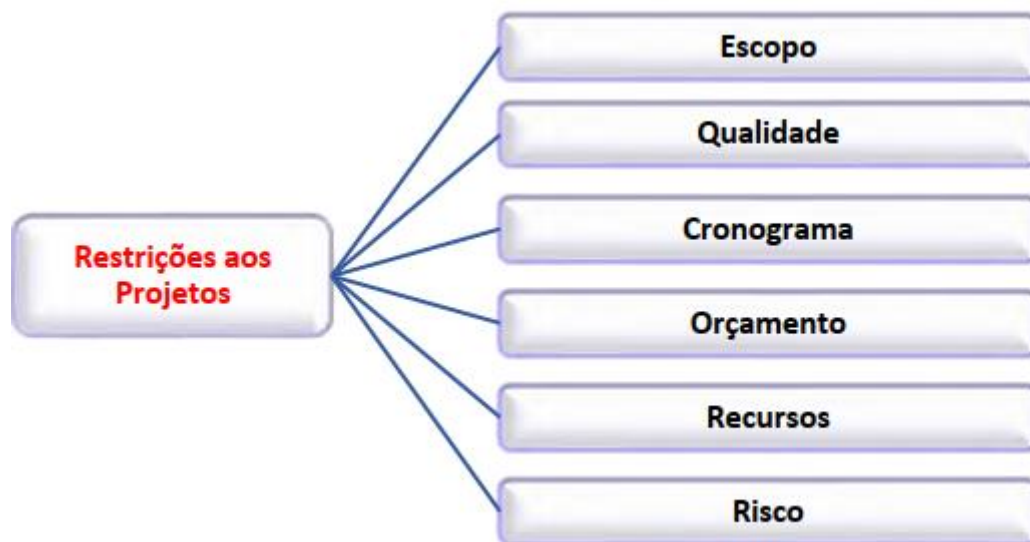 Restrições aos
Projetos
Escopo
Qualidade
Cronograma
Orçamento
Recursos
Risco